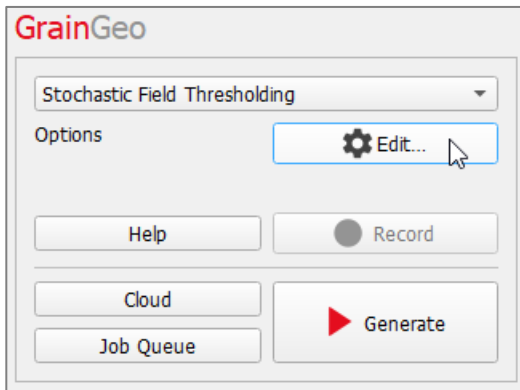 GrainGeo
Stochastic Field Thresholding
Options
Edit...
Help
Record
Cloud
Generate
Job Queue